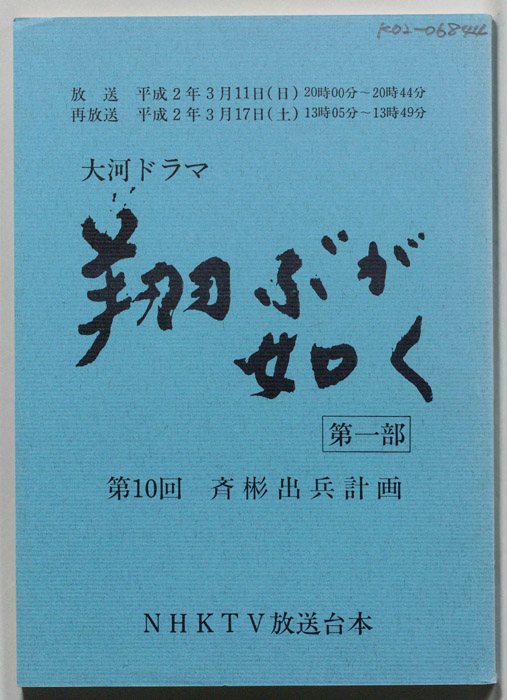 K02-06844
放送 平成2年3月11日(日) 20時00分~20時44分
再放送 平成2年3月17日(土) 13時05分~13時49分
大河ドラマ
翔ぶが
如く
第一部
第10回 斉彬出兵計画
NHKTV放送台本